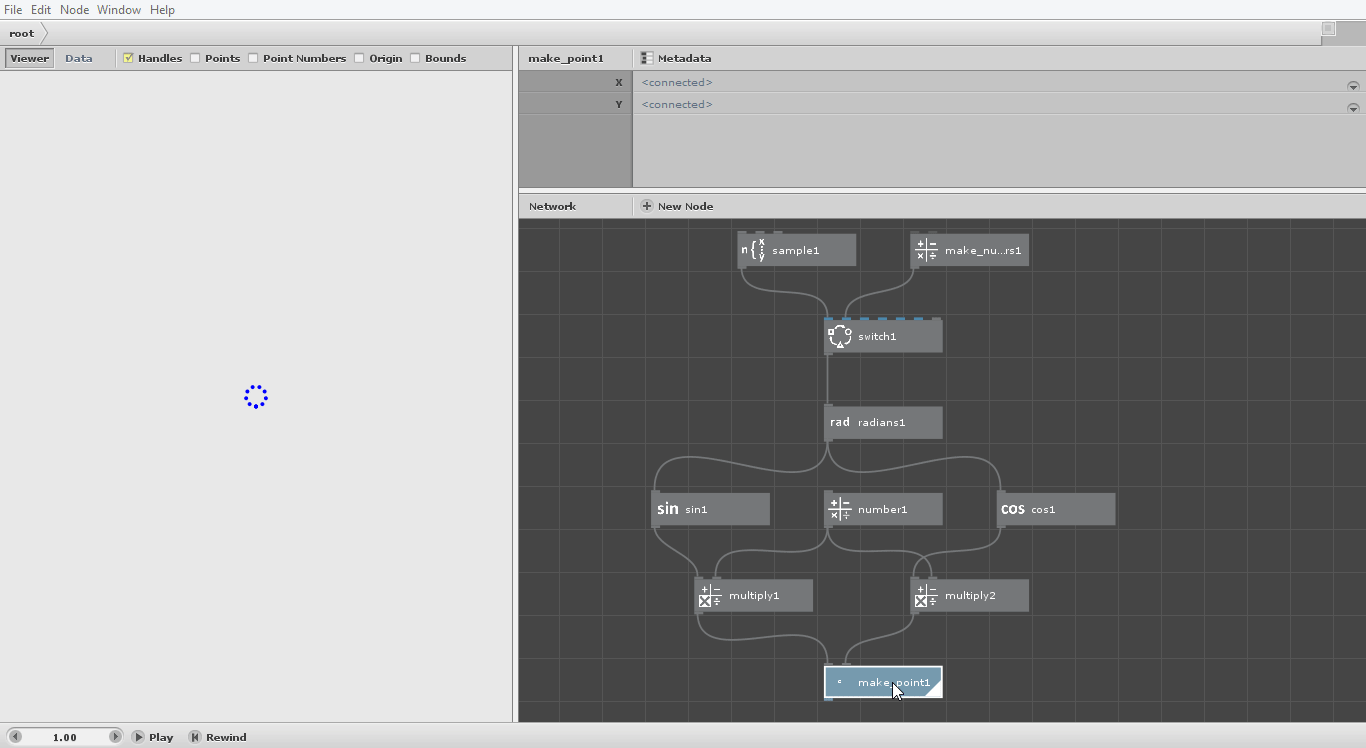 File Edit Node Window Help
root
Viewer Data Handles Points Point Numbers Origin Bounds
make_point1 Metadata
X <connected>
Y <connected>
Network New Node
n{ x y sample1
+ − × ÷ make_nu...rs1
switch1
rad radians1
sin sin1
+ − × ÷ number1
cos cos1
+ − × ÷ multiply1
+ − × ÷ multiply2
make_point1
1.00 Play Rewind